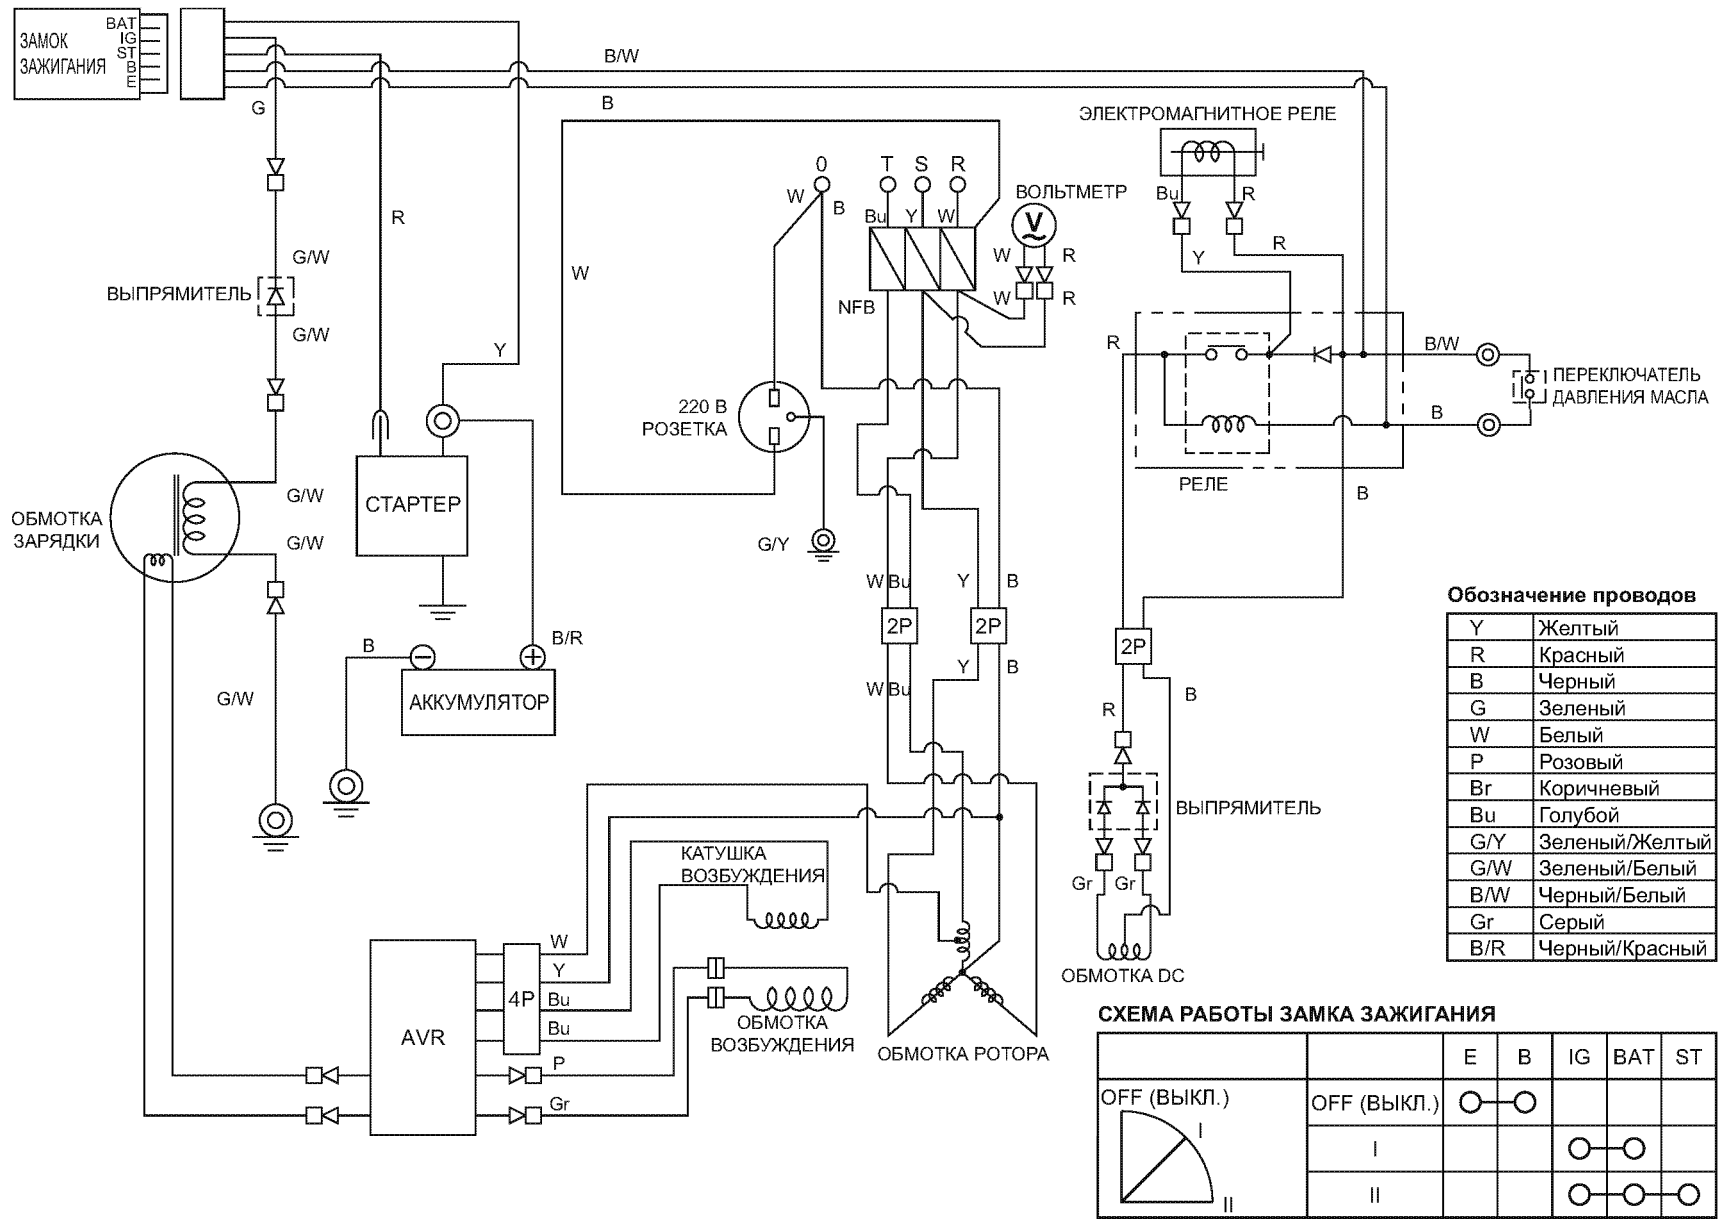 ЗАМОК
ЗАЖИГАНИЯ
BAT
IG
ST
B
E
G
B/W
B
R
Y
G/W
ВЫПРЯМИТЕЛЬ
G/W
ОБМОТКА
ЗАРЯДКИ
G/W
G/W
G/W
СТАРТЕР
B
B/R
АККУМУЛЯТОР
0
T
S
R
W
B
Bu
Y
W
ВОЛЬТМЕТР
V
W
R
W
R
NFB
W
220 В
РОЗЕТКА
G/Y
W
Bu
Y
B
2P
2P
W
Bu
Y
B
ЭЛЕКТРОМАГНИТНОЕ РЕЛЕ
Bu
R
Y
R
R
B/W
B
ПЕРЕКЛЮЧАТЕЛЬ
ДАВЛЕНИЯ МАСЛА
РЕЛЕ
B
2P
R
B
ВЫПРЯМИТЕЛЬ
Gr
Gr
ОБМОТКА DC
КАТУШКА
ВОЗБУЖДЕНИЯ
AVR
4P
W
Y
Bu
Bu
P
Gr
ОБМОТКА
ВОЗБУЖДЕНИЯ
ОБМОТКА РОТОРА
Обозначение проводов
Y Желтый
R Красный
B Черный
G Зеленый
W Белый
P Розовый
Br Коричневый
Bu Голубой
G/Y Зеленый/Желтый
G/W Зеленый/Белый
B/W Черный/Белый
Gr Серый
B/R Черный/Красный
СХЕМА РАБОТЫ ЗАМКА ЗАЖИГАНИЯ
E B IG BAT ST
OFF (ВЫКЛ.)
I
II
OFF (ВЫКЛ.)
I
II